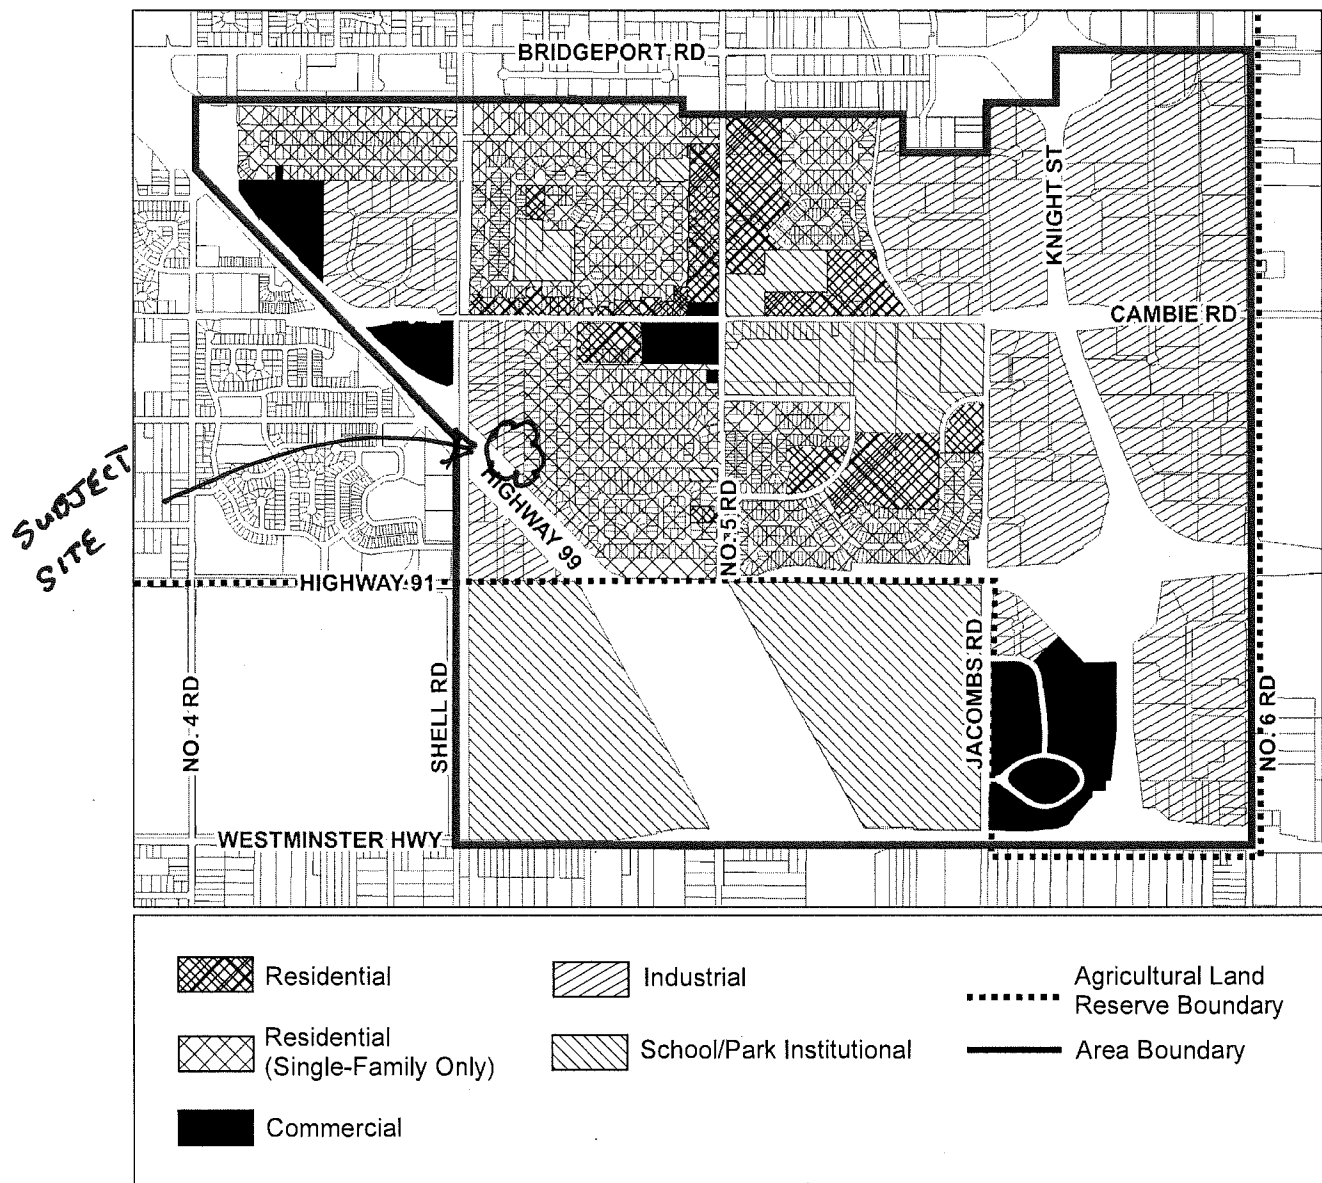 BRIDGEPORT RD
KNIGHT ST
CAMBIE RD
SUBJECT
SITE
HIGHWAY 99
NO. 5 RD
HIGHWAY 91
NO. 4 RD
SHELL RD
JACOMBS RD
NO. 6 RD
WESTMINSTER HWY
Residential
Industrial
Agricultural Land
Reserve Boundary
Residential
(Single-Family Only)
School/Park Institutional
Area Boundary
Commercial